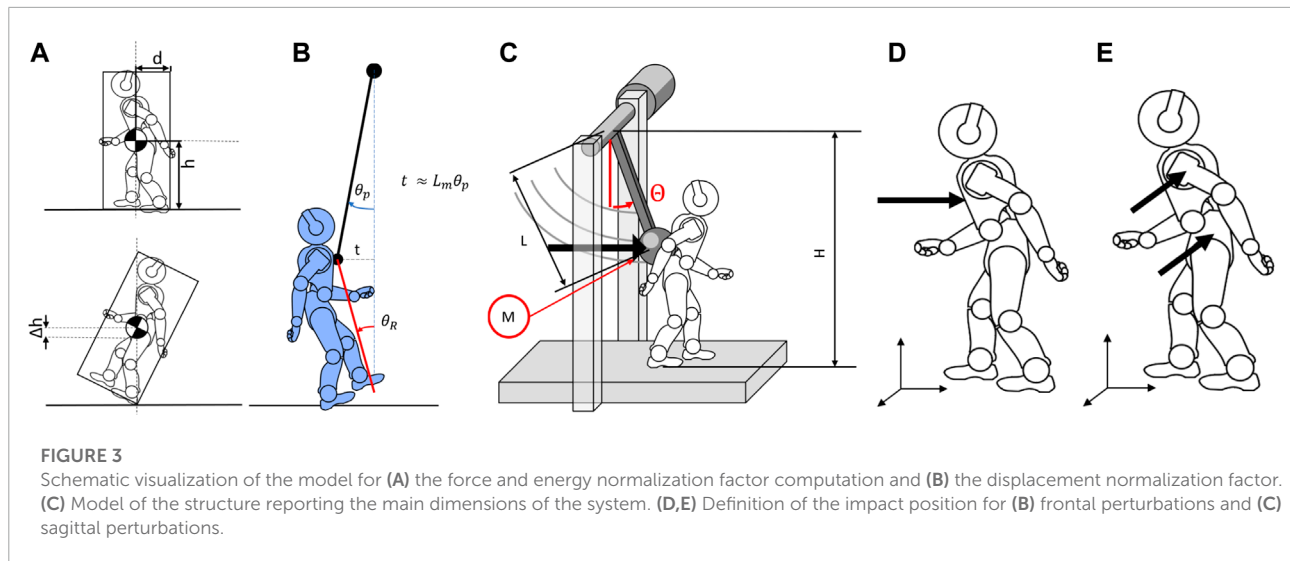 A
B
C
D
E
d
h
Δh
θp
t ≈ Lmθp
t
θR
Θ
L
H
M
FIGURE 3
Schematic visualization of the model for (A) the force and energy normalization factor computation and (B) the displacement normalization factor.
(C) Model of the structure reporting the main dimensions of the system. (D,E) Definition of the impact position for (B) frontal perturbations and (C)
sagittal perturbations.